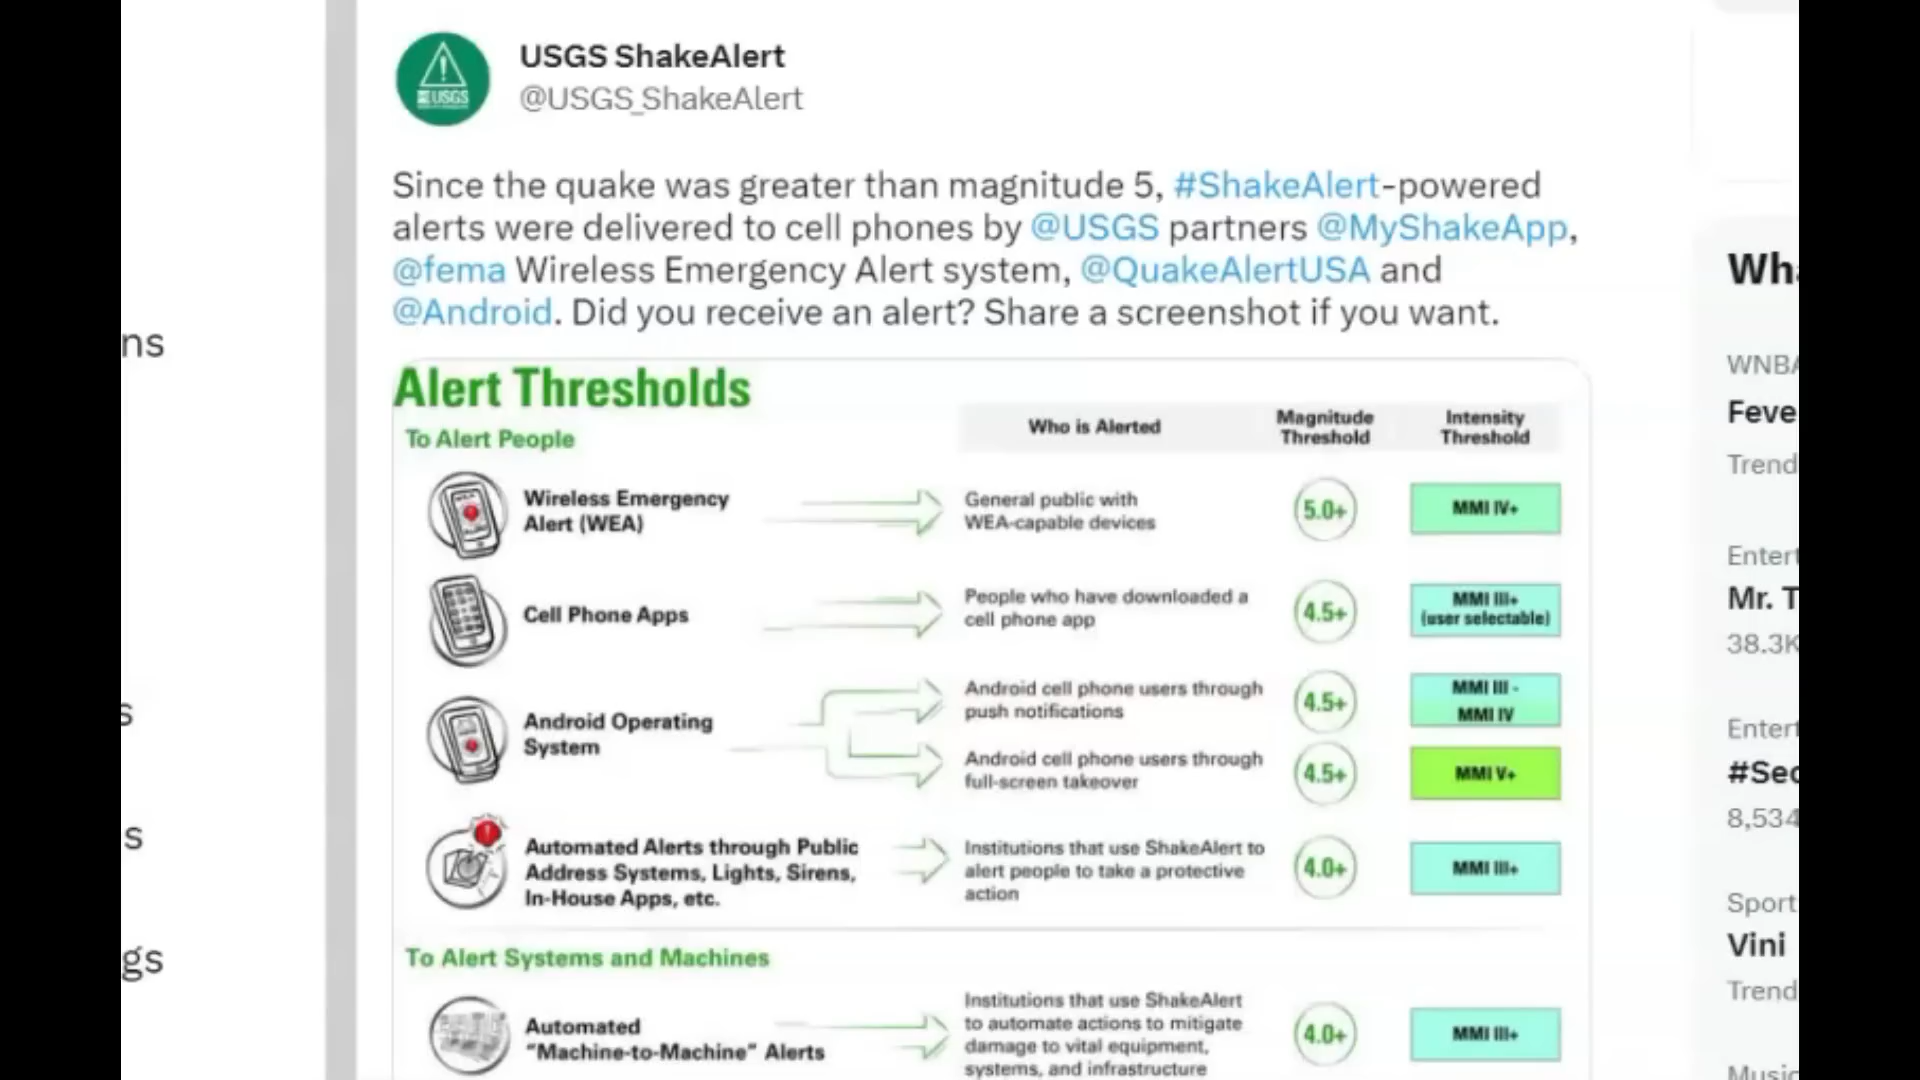 USGS ShakeAlert
@USGS_ShakeAlert
Since the quake was greater than magnitude 5, #ShakeAlert-powered
alerts were delivered to cell phones by @USGS partners @MyShakeApp,
@fema Wireless Emergency Alert system, @QuakeAlertUSA and
@Android. Did you receive an alert? Share a screenshot if you want.
Alert Thresholds
To Alert People
Who is Alerted
Magnitude
Threshold
Intensity
Threshold
Wireless Emergency
Alert (WEA)
General public with
WEA-capable devices
5.0+
MMI IV+
Cell Phone Apps
People who have downloaded a
cell phone app
4.5+
MMI III+
(user selectable)
Android Operating
System
Android cell phone users through
push notifications
4.5+
MMI III -
MMI IV
Android cell phone users through
full-screen takeover
4.5+
MMI V+
Automated Alerts through Public
Address Systems, Lights, Sirens,
In-House Apps, etc.
Institutions that use ShakeAlert to
alert people to take a protective
action
4.0+
MMI III+
To Alert Systems and Machines
Automated
"Machine-to-Machine" Alerts
Institutions that use ShakeAlert
to automate actions to mitigate
damage to vital equipment,
systems, and infrastructure
4.0+
MMI III+
ns
s
s
gs
Wha
WNBA
Feve
Trend
Entert
Mr. T
38.3K
Entert
#Sec
8,534
Sport
Vini
Trend
Music
USGS